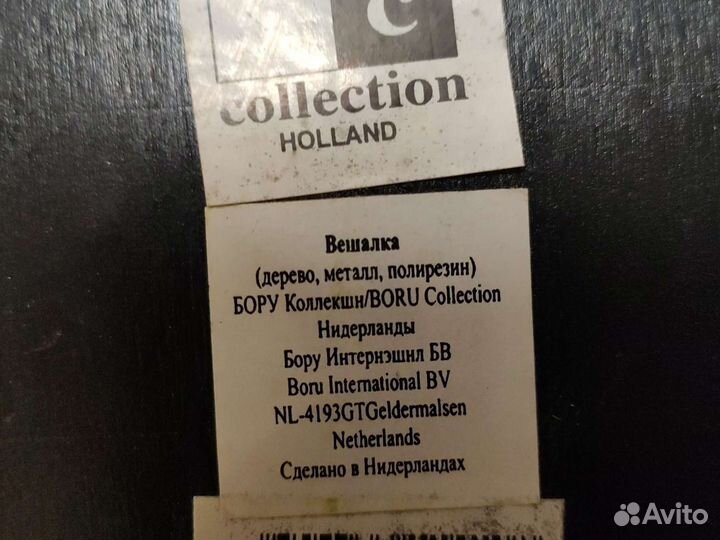 c
collection
HOLLAND
Вешалка
(дерево, металл, полирезин)
БОРУ Коллекшн/BORU Collection
Нидерланды
Бору Интернэшнл БВ
Boru International BV
NL-4193GTGeldermalsen
Netherlands
Сделано в Нидерландах
Avito